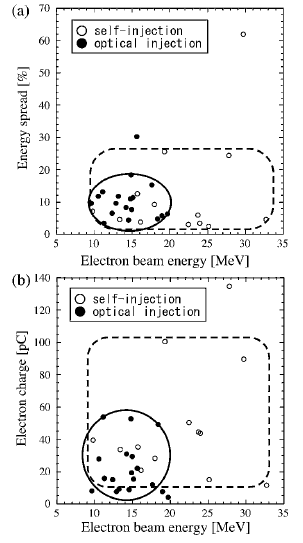 (a)
70
60
50
40
30
20
10
0
Energy spread [%]
self-injection
optical injection
5 10 15 20 25 30 35
Electron beam energy [MeV]
(b)
140
120
100
80
60
40
20
0
Electron charge [pC]
self-injection
optical injection
5 10 15 20 25 30 35
Electron beam energy [MeV]